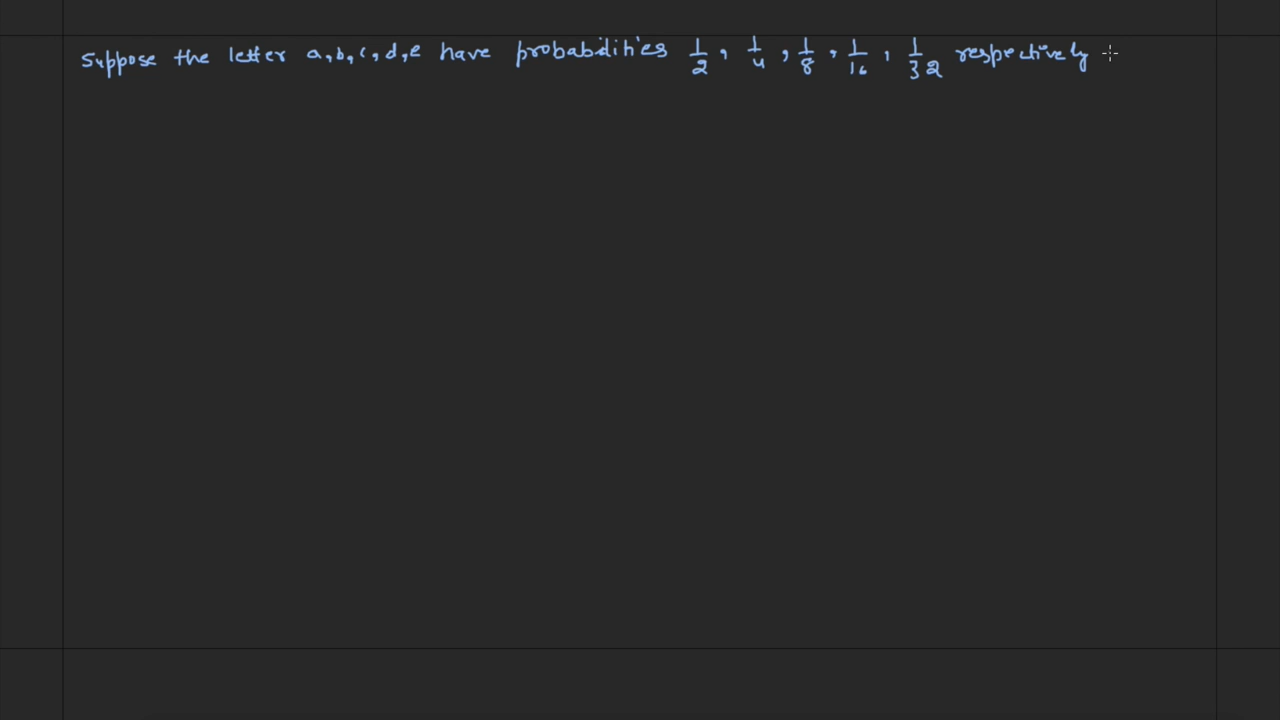 Suppose the letter a,b,c,d,e have probabilities 1/2, 1/4, 1/8, 1/16, 1/32 respectively